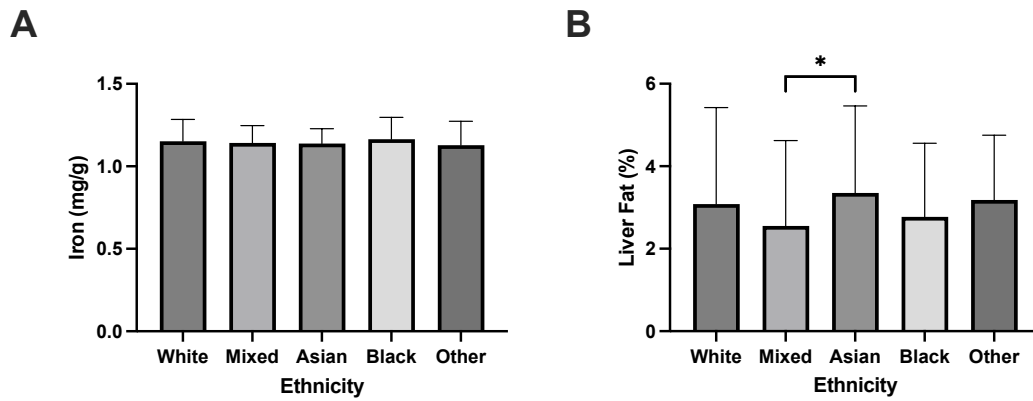 A
Iron (mg/g)
1.5
1.0
0.5
0.0
White Mixed Asian Black Other
Ethnicity
B
Liver Fat (%)
6
4
2
0
*
White Mixed Asian Black Other
Ethnicity